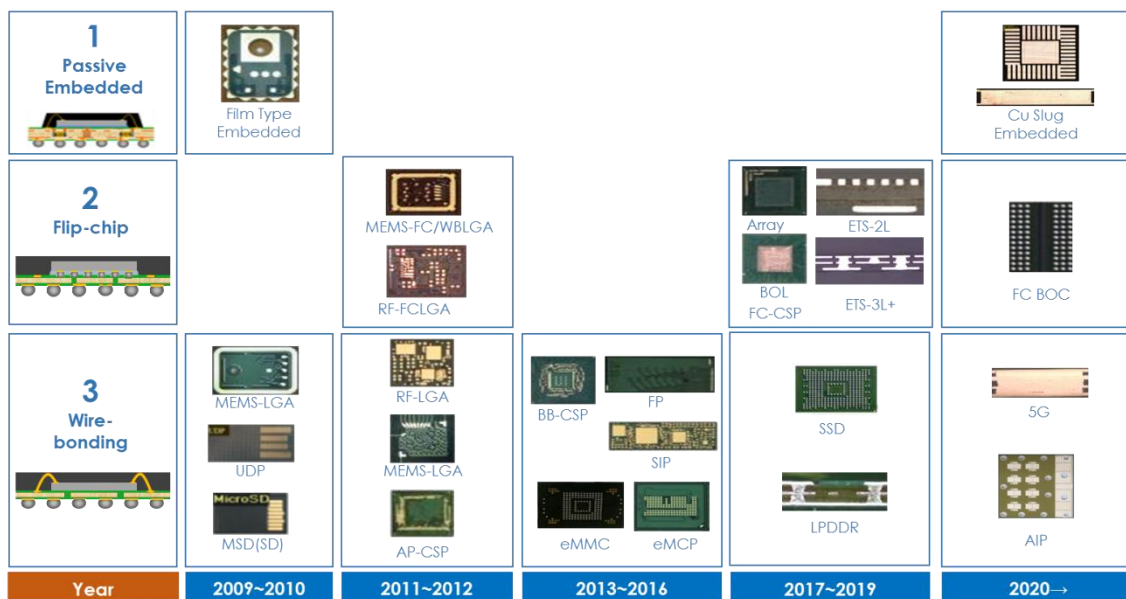 1
Passive
Embedded
Film Type
Embedded
Cu Slug
Embedded
2
Flip-chip
MEMS-FC/WBLGA
RF-FCLGA
Array
ETS-2L
BOL
FC-CSP
ETS-3L+
FC BOC
3
Wire-
bonding
MEMS-LGA
UDP
UDP
MicroSD
MSD(SD)
RF-LGA
MEMS-LGA
AP-CSP
BB-CSP
FP
SIP
eMMC
eMCP
SSD
LPDDR
5G
AIP
Year
2009~2010
2011~2012
2013~2016
2017~2019
2020→